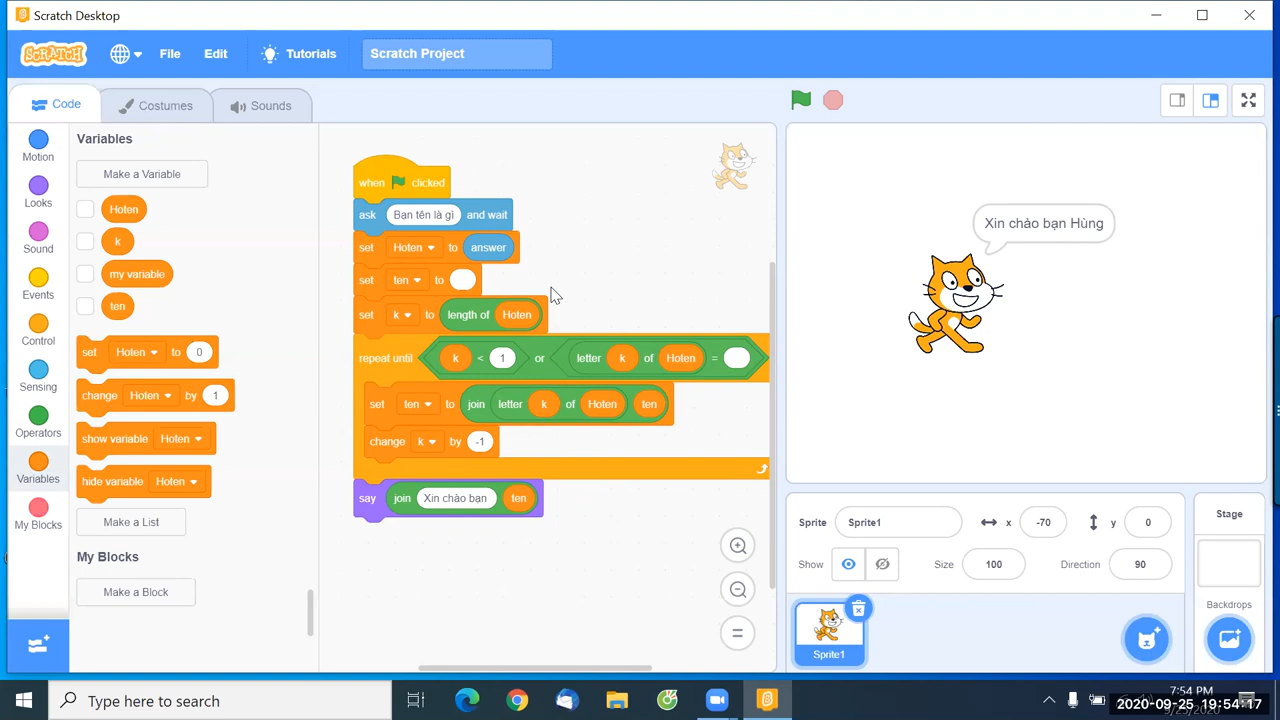 Scratch Desktop
SCRATCH File Edit Tutorials Scratch Project
Code Costumes Sounds
Motion
Looks
Sound
Events
Control
Sensing
Operators
Variables
My Blocks
Variables
Make a Variable
Hoten
k
my variable
ten
set Hoten to 0
change Hoten by 1
show variable Hoten
hide variable Hoten
Make a List
My Blocks
Make a Block
when clicked
ask Bạn tên là gì and wait
set Hoten to answer
set ten to
set k to length of Hoten
repeat until k < 1 or letter k of Hoten =
set ten to join letter k of Hoten ten
change k by -1
say join Xin chào bạn ten
Xin chào bạn Hùng
Sprite Sprite1 x -70 y 0
Show Size 100 Direction 90
Sprite1
Stage
Backdrops
Type here to search
7:54 PM
2020-09-25 19:54:17